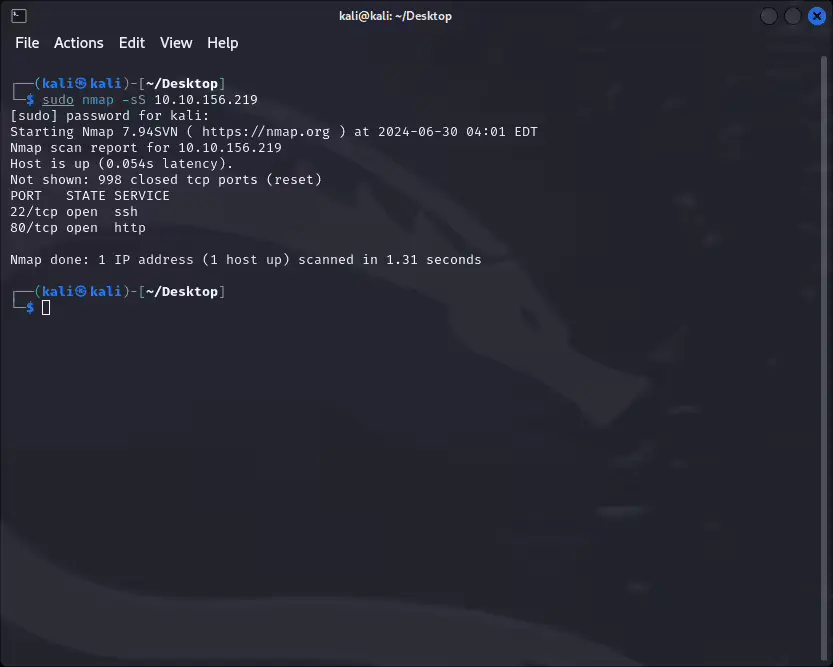 kali@kali: ~/Desktop
File Actions Edit View Help
┌──(kali㉿kali)-[~/Desktop]
└─$ sudo nmap -sS 10.10.156.219
[sudo] password for kali:
Starting Nmap 7.94SVN ( https://nmap.org ) at 2024-06-30 04:01 EDT
Nmap scan report for 10.10.156.219
Host is up (0.054s latency).
Not shown: 998 closed tcp ports (reset)
PORT   STATE SERVICE
22/tcp open  ssh
80/tcp open  http
Nmap done: 1 IP address (1 host up) scanned in 1.31 seconds
┌──(kali㉿kali)-[~/Desktop]
└─$